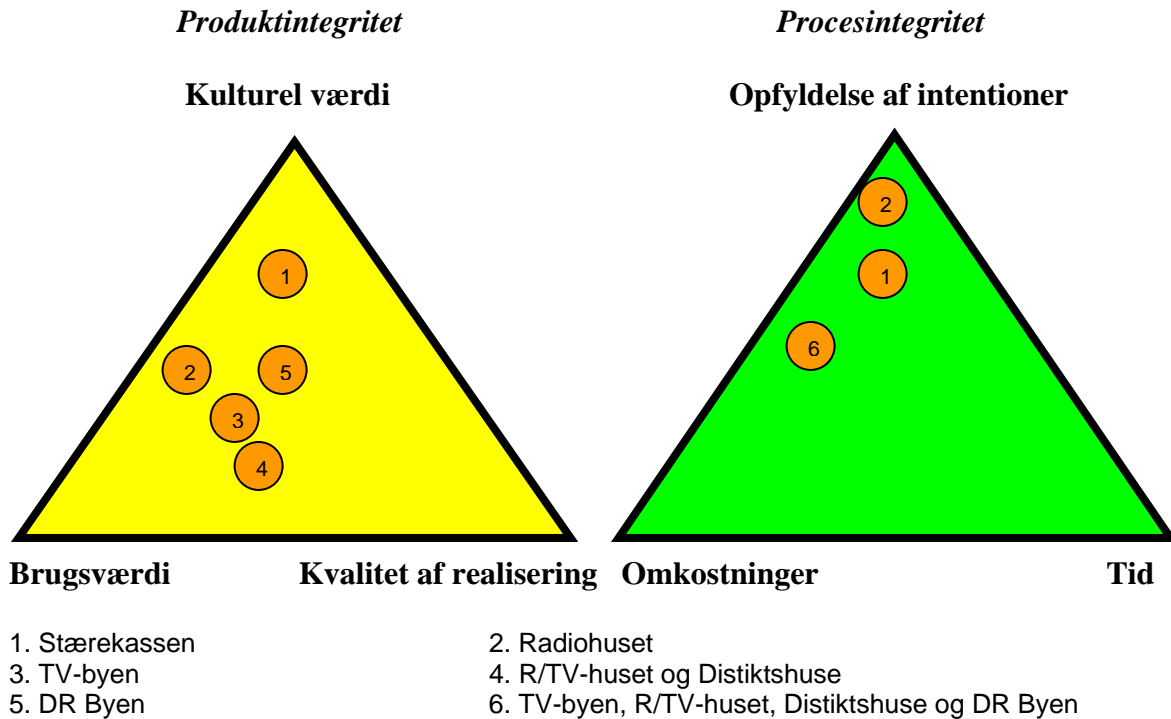 Produktintegritet Procesintegritet
Kulturel værdi Opfyldelse af intentioner
2
1 1
6
2 5
3
4
Brugsværdi Kvalitet af realisering Omkostninger Tid
1. Stærekassen 2. Radiohuset
3. TV-byen 4. R/TV-huset og Distiktshuse
5. DR Byen 6. TV-byen, R/TV-huset, Distiktshuse og DR Byen